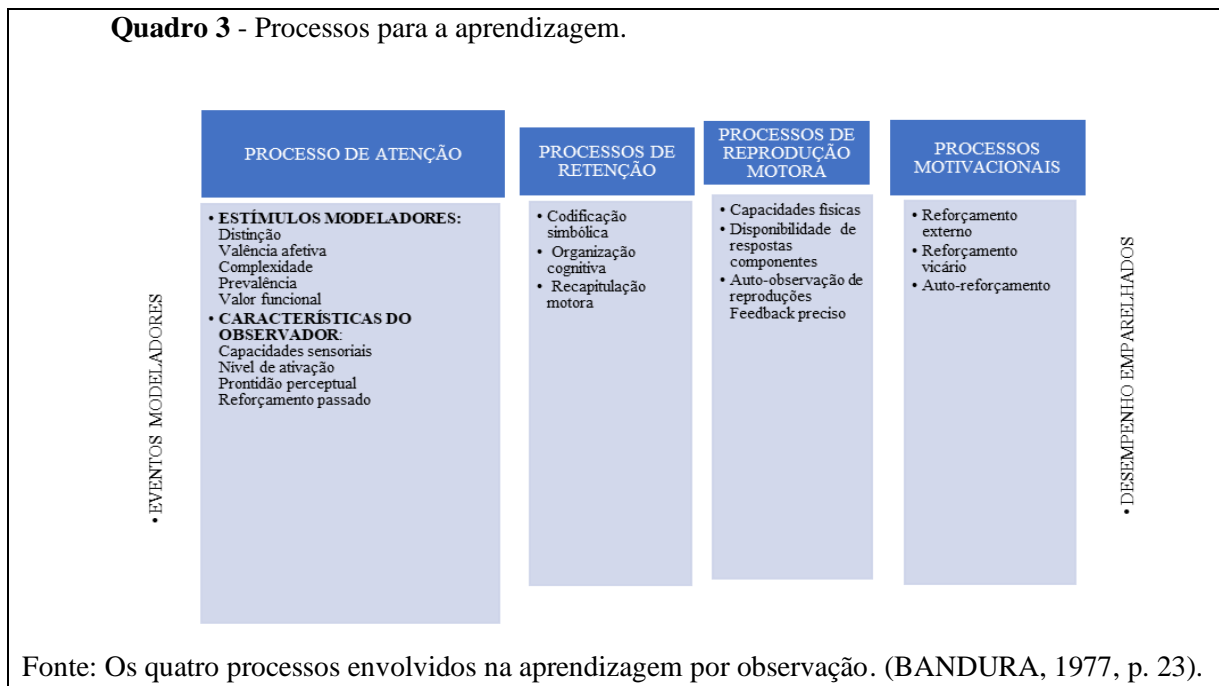 Quadro 3 - Processos para a aprendizagem.
• EVENTOS MODELADORES
PROCESSO DE ATENÇÃO
• ESTÍMULOS MODELADORES:
Distinção
Valência afetiva
Complexidade
Prevalência
Valor funcional
• CARACTERÍSTICAS DO
OBSERVADOR:
Capacidades sensoriais
Nível de ativação
Prontidão perceptual
Reforçamento passado
PROCESSOS DE
RETENÇÃO
• Codificação
simbólica
• Organização
cognitiva
• Recapitulação
motora
PROCESSOS DE
REPRODUÇÃO
MOTORA
• Capacidades físicas
• Disponibilidade de
respostas
componentes
• Auto-observação de
reproduções
Feedback preciso
PROCESSOS
MOTIVACIONAIS
• Reforçamento
externo
• Reforçamento
vicário
• Auto-reforçamento
• DESEMPENHO EMPARELHADOS
Fonte: Os quatro processos envolvidos na aprendizagem por observação. (BANDURA, 1977, p. 23).